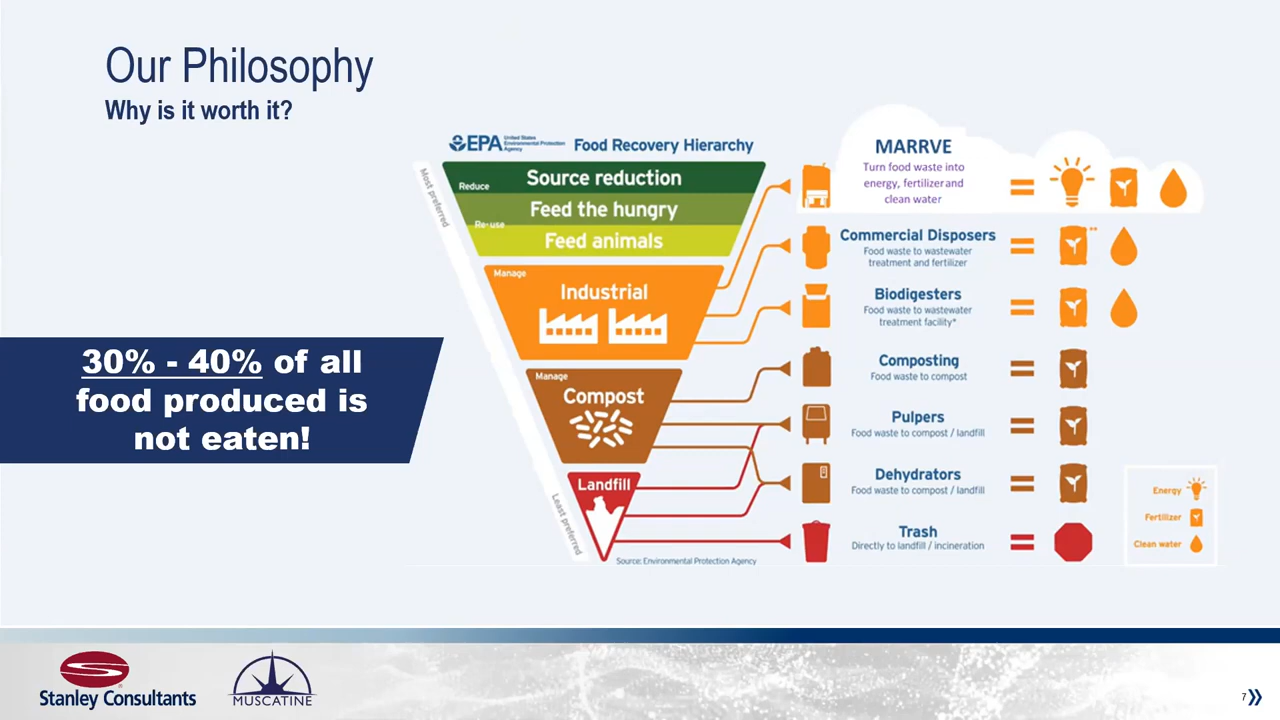 Our Philosophy
Why is it worth it?
30% - 40% of all
food produced is
not eaten!
EPA
United States
Environmental Protection
Agency
Food Recovery Hierarchy
Most preferred
Least preferred
Reduce
Source reduction
Feed the hungry
Re-use
Feed animals
Manage
Industrial
Manage
Compost
Landfill
Source: Environmental Protection Agency
MARRVE
Turn food waste into
energy, fertilizer and
clean water
Commercial Disposers
Food waste to wastewater
treatment and fertilizer
**
Biodigesters
Food waste to wastewater
treatment facility*
Composting
Food waste to compost
Pulpers
Food waste to compost / landfill
Dehydrators
Food waste to compost / landfill
Trash
Directly to landfill / incineration
Energy
Fertilizer
Clean water
Stanley Consultants
MUSCATINE
7